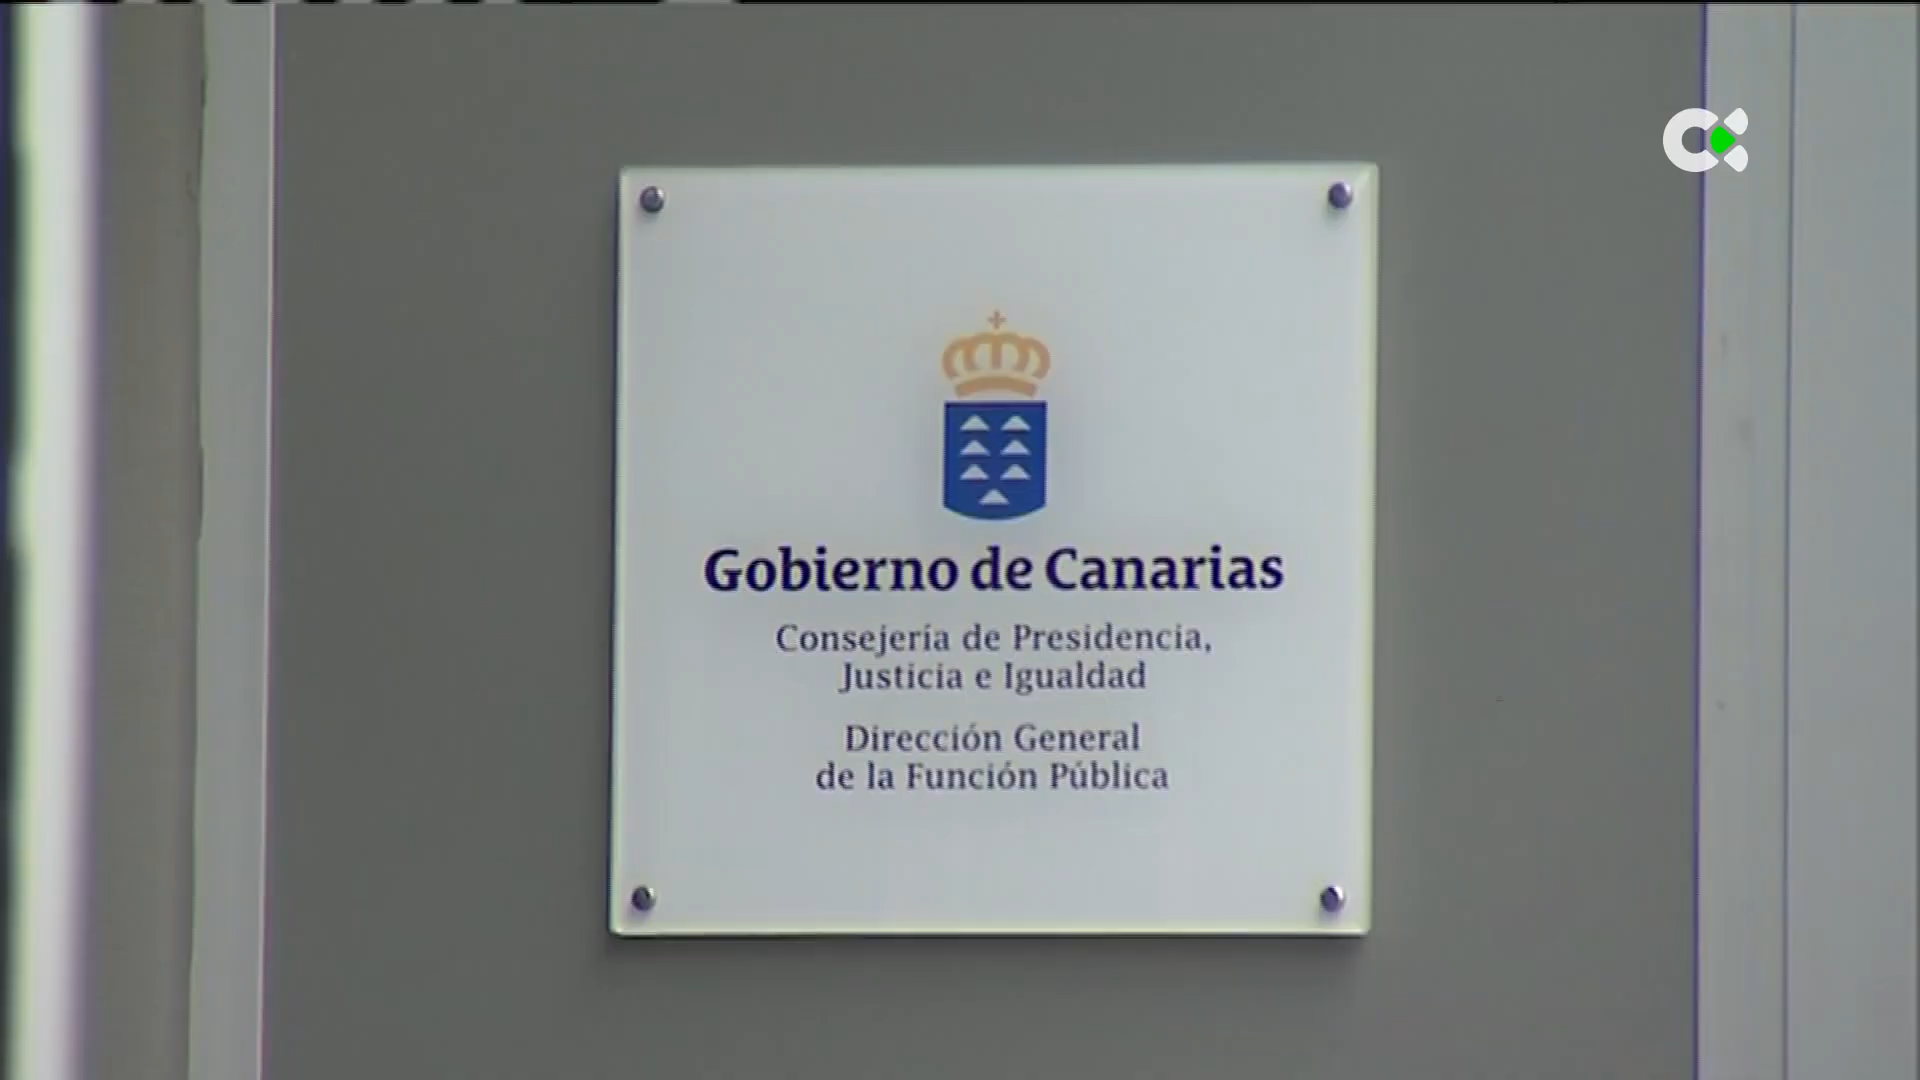 Gobierno de Canarias
Consejería de Presidencia,
Justicia e Igualdad
Dirección General
de la Función Pública